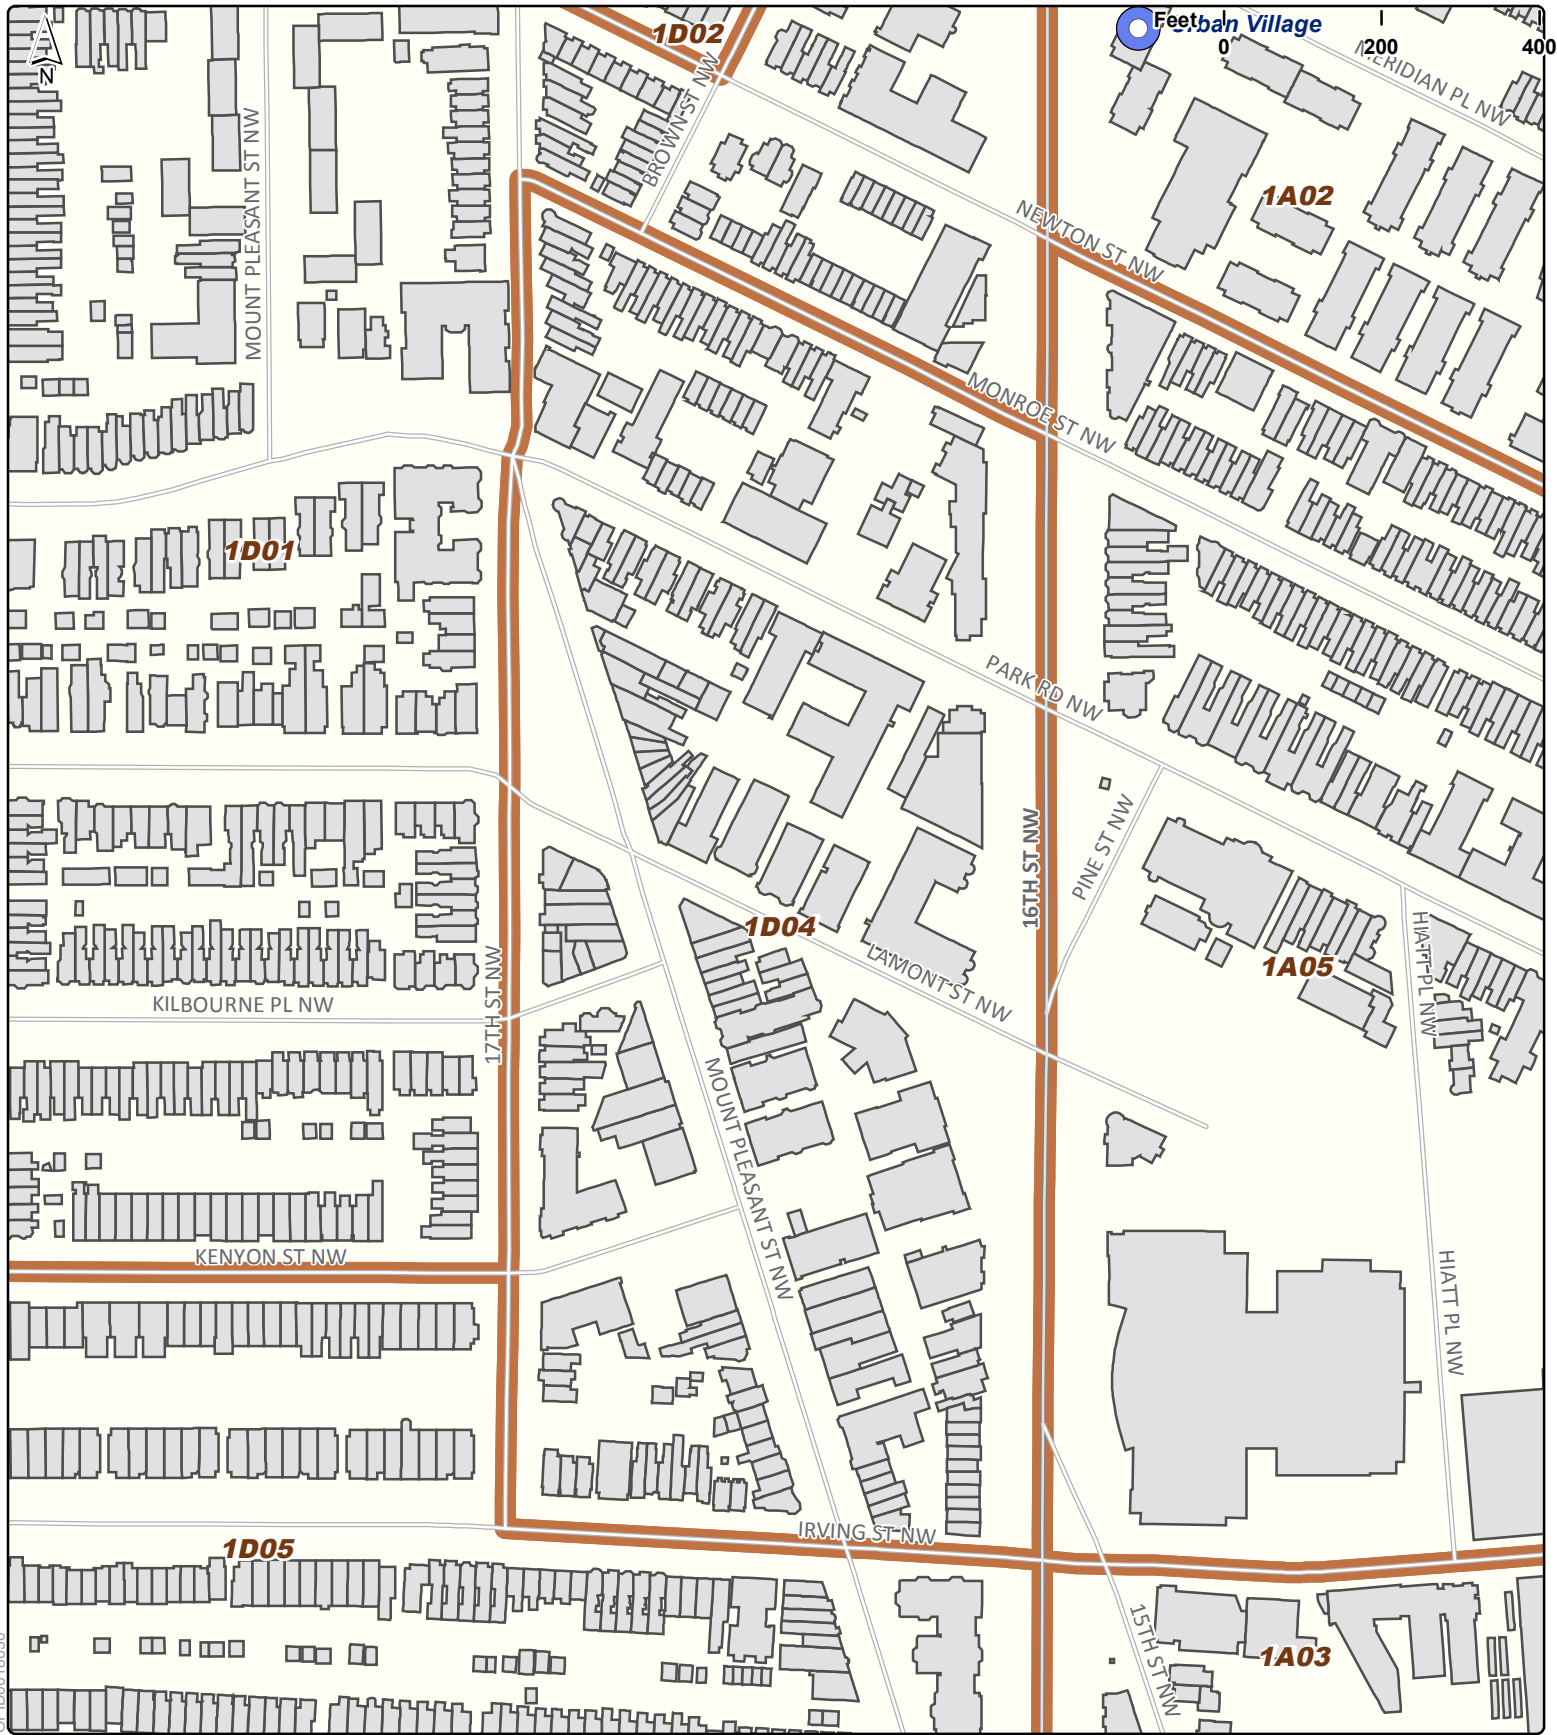 1D02
Feet
Urban Village
0
200
400
MERIDIAN PL NW
BROWN ST NW
MOUNT PLEASANT ST NW
N
1A02
NEWTON ST NW
MONROE ST NW
1D01
PARK RD NW
16TH ST NW
PINE ST NW
1D04
LAMONT ST NW
1A05
HIATT PL NW
KILBOURNE PL NW
17TH ST NW
MOUNT PLEASANT ST NW
KENYON ST NW
HIATT PL NW
IRVING ST NW
1D05
15TH ST NW
1A03